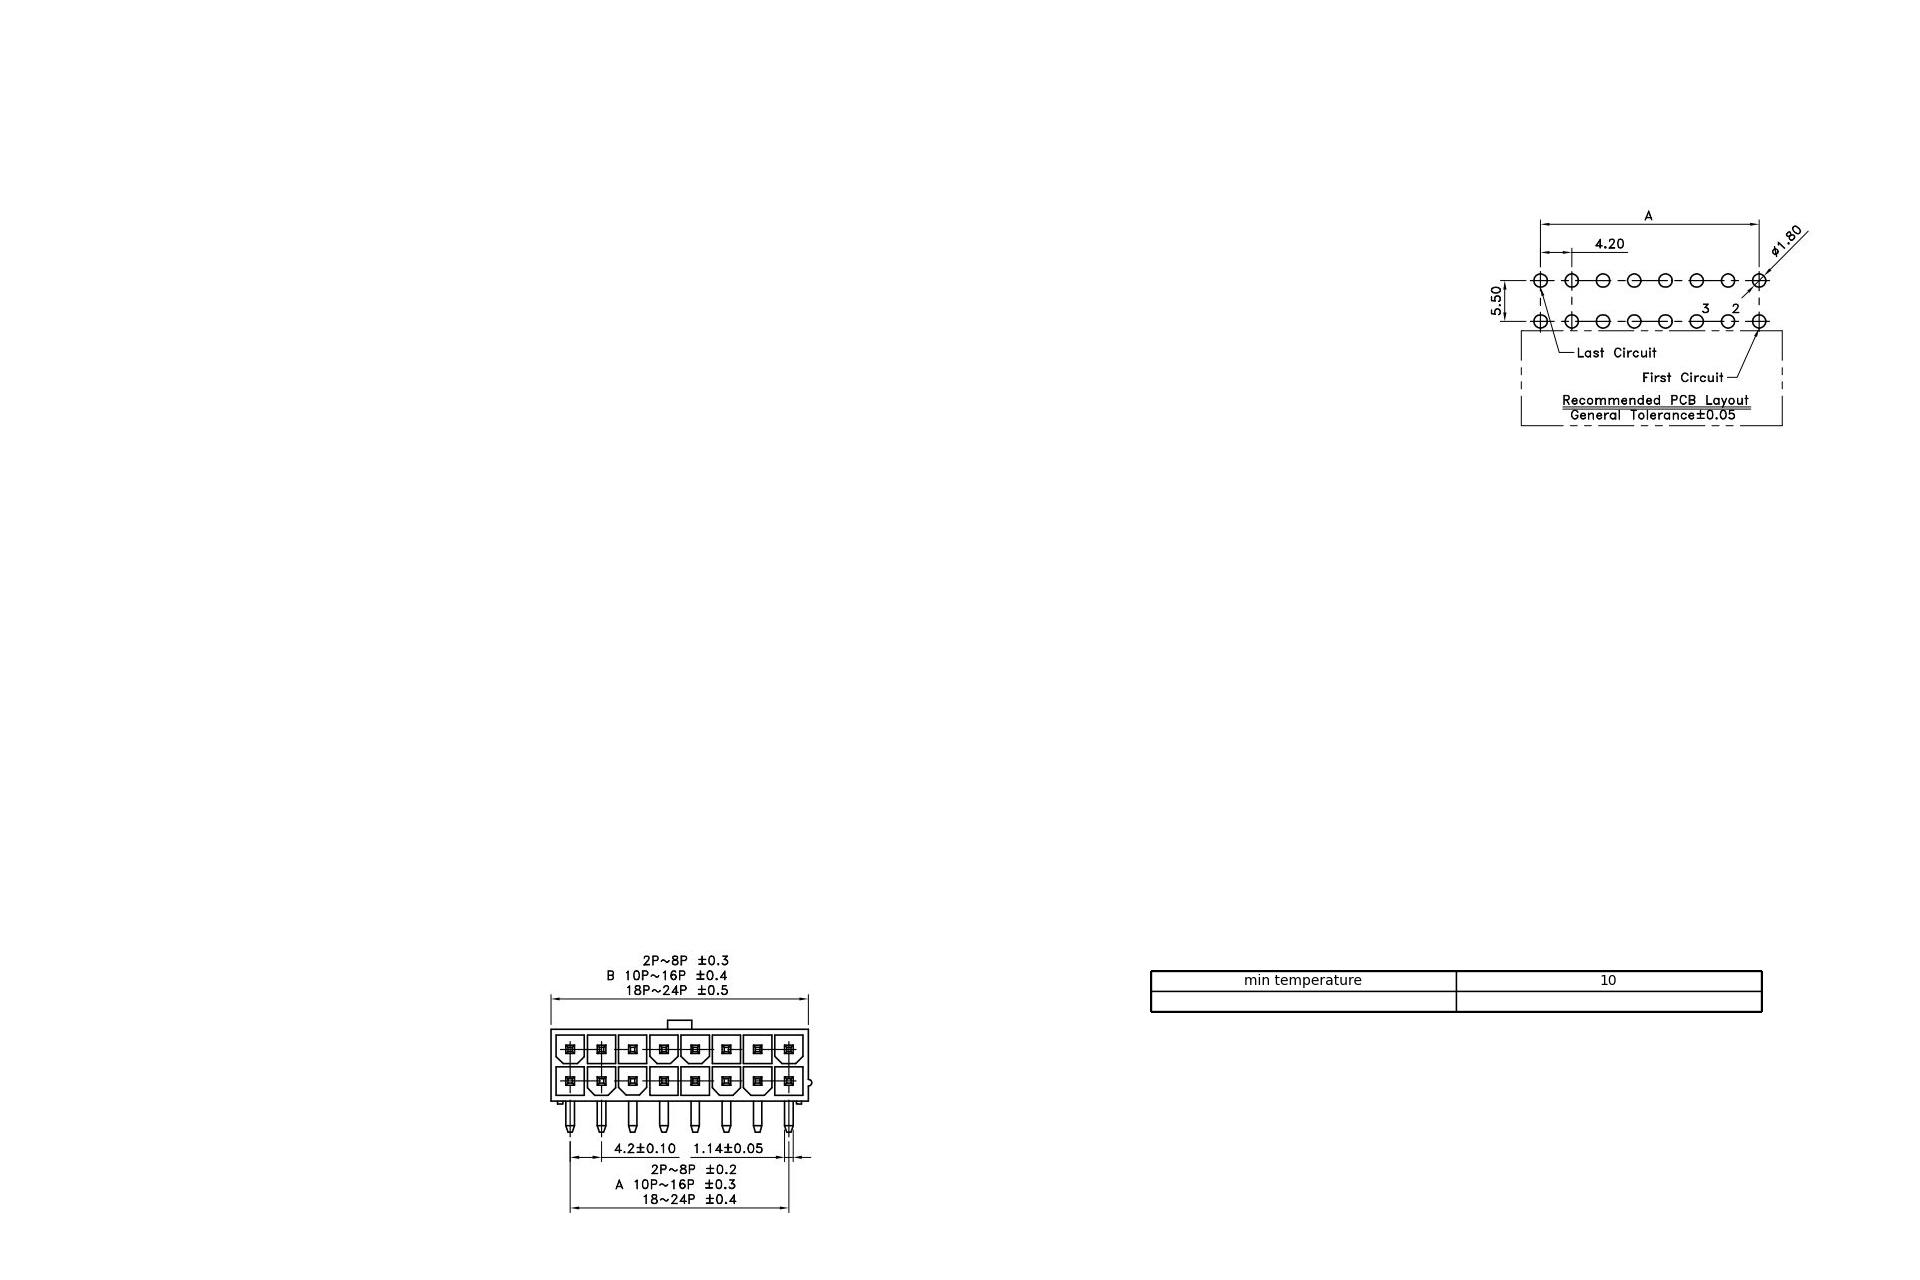 A
4.20
ø1.80
5.50
3 2
Last Circuit
First Circuit
Recommended PCB Layout
General Tolerance±0.05
2P~8P ±0.3
B 10P~16P ±0.4
18P~24P ±0.5
min temperature 10
4.2±0.10 1.14±0.05
2P~8P ±0.2
A 10P~16P ±0.3
18~24P ±0.4